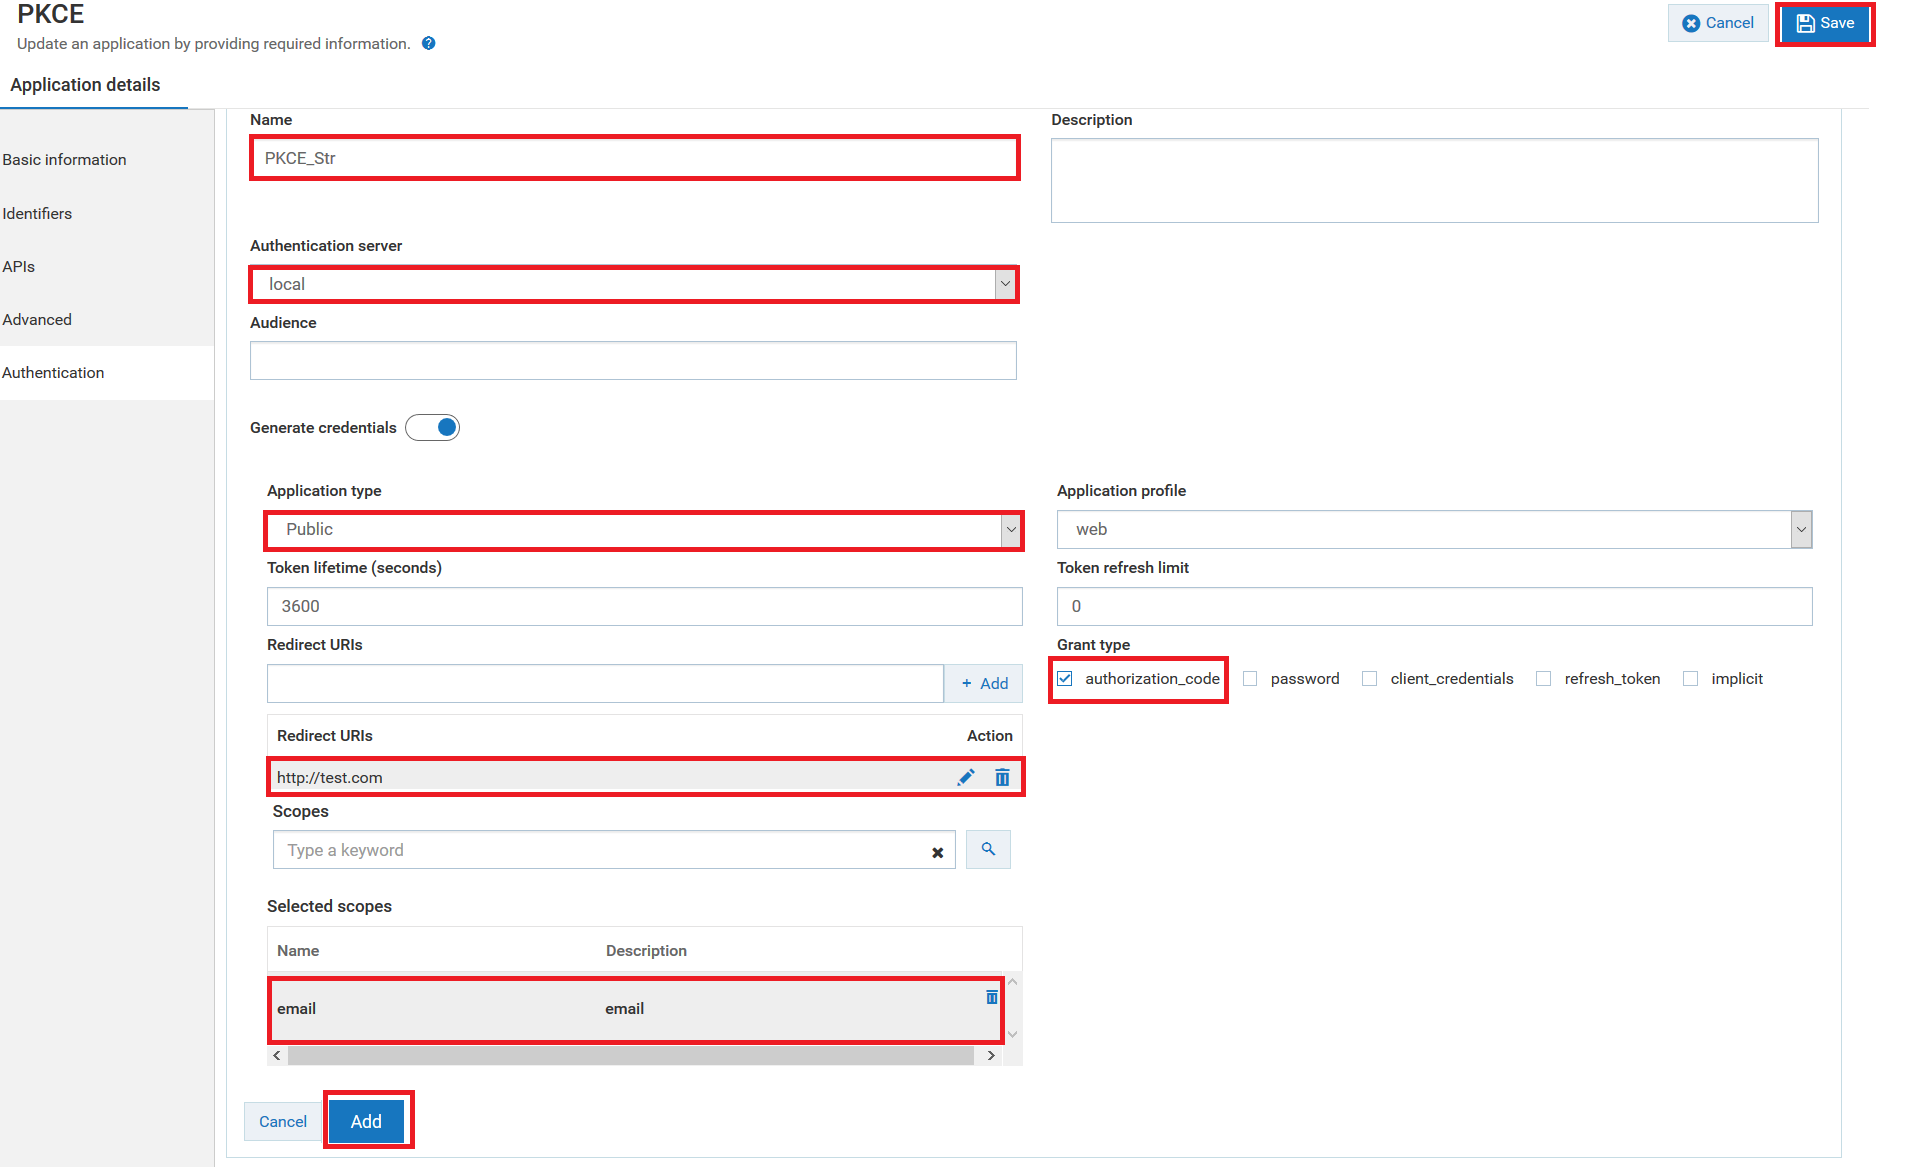 PKCE
Update an application by providing required information.
Cancel
Save
Application details
Basic information
Identifiers
APIs
Advanced
Authentication
Name
PKCE_Str
Description
Authentication server
local
Audience
Generate credentials
Application type
Public
Application profile
web
Token lifetime (seconds)
3600
Token refresh limit
0
Redirect URIs
+ Add
Grant type
authorization_code password client_credentials refresh_token implicit
Redirect URIs Action
http://test.com
Scopes
Type a keyword
Selected scopes
Name Description
email email
Cancel Add